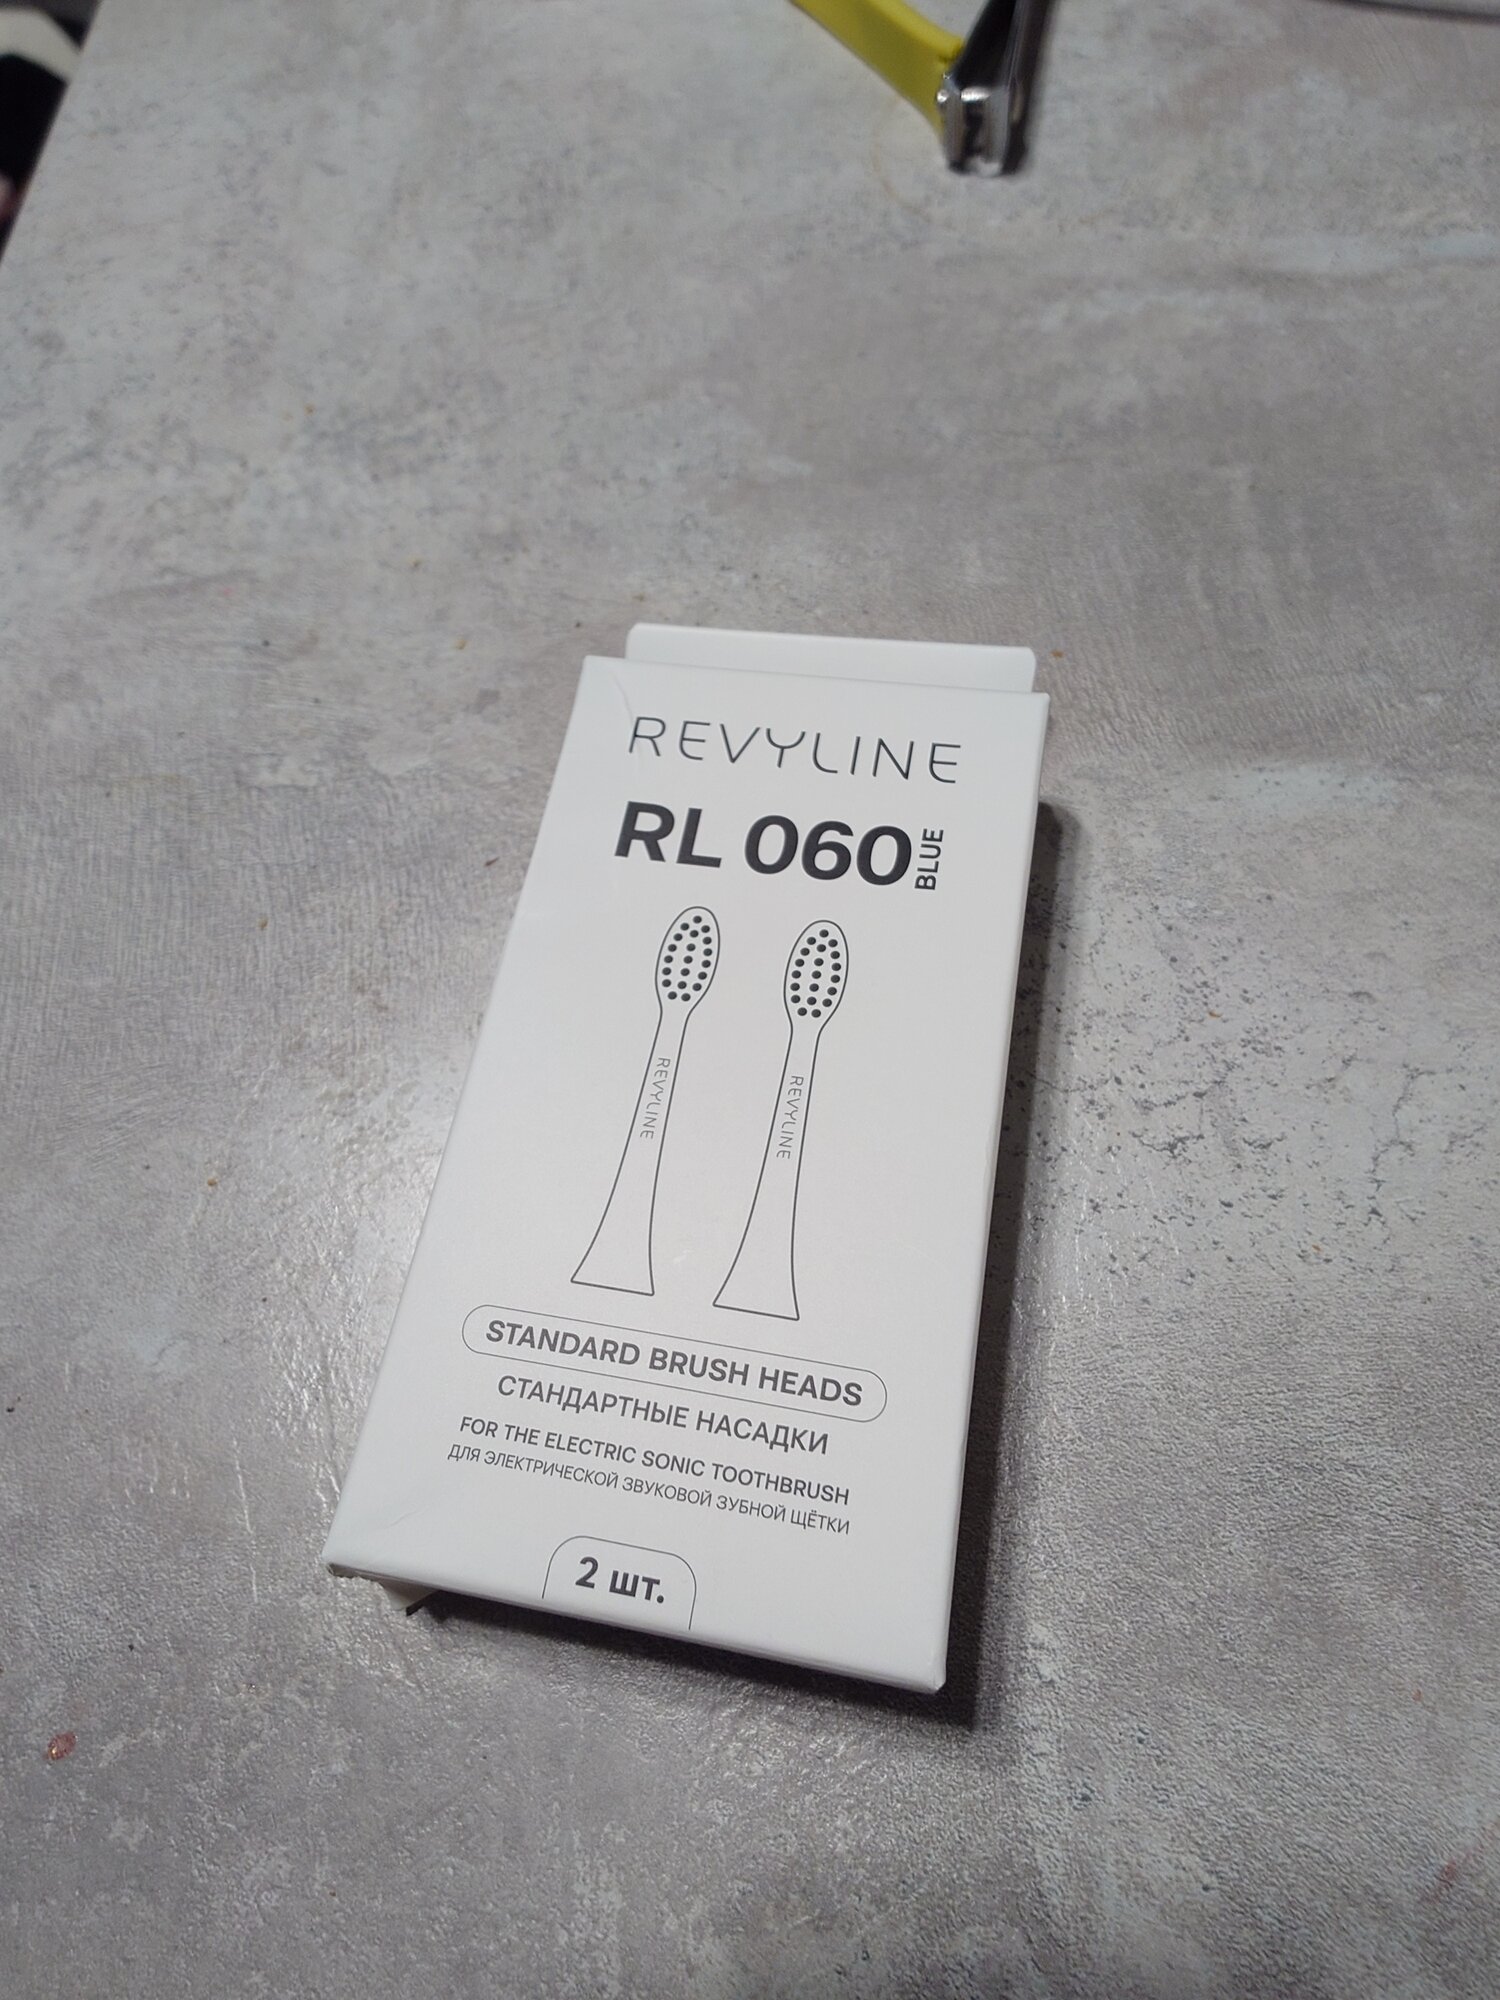 REVYLINE
RL 060 BLUE
REVYLINE
REVYLINE
STANDARD BRUSH HEADS
СТАНДАРТНЫЕ НАСАДКИ
FOR THE ELECTRIC SONIC TOOTHBRUSH
ДЛЯ ЭЛЕКТРИЧЕСКОЙ ЗВУКОВОЙ ЗУБНОЙ ЩЁТКИ
2 шт.